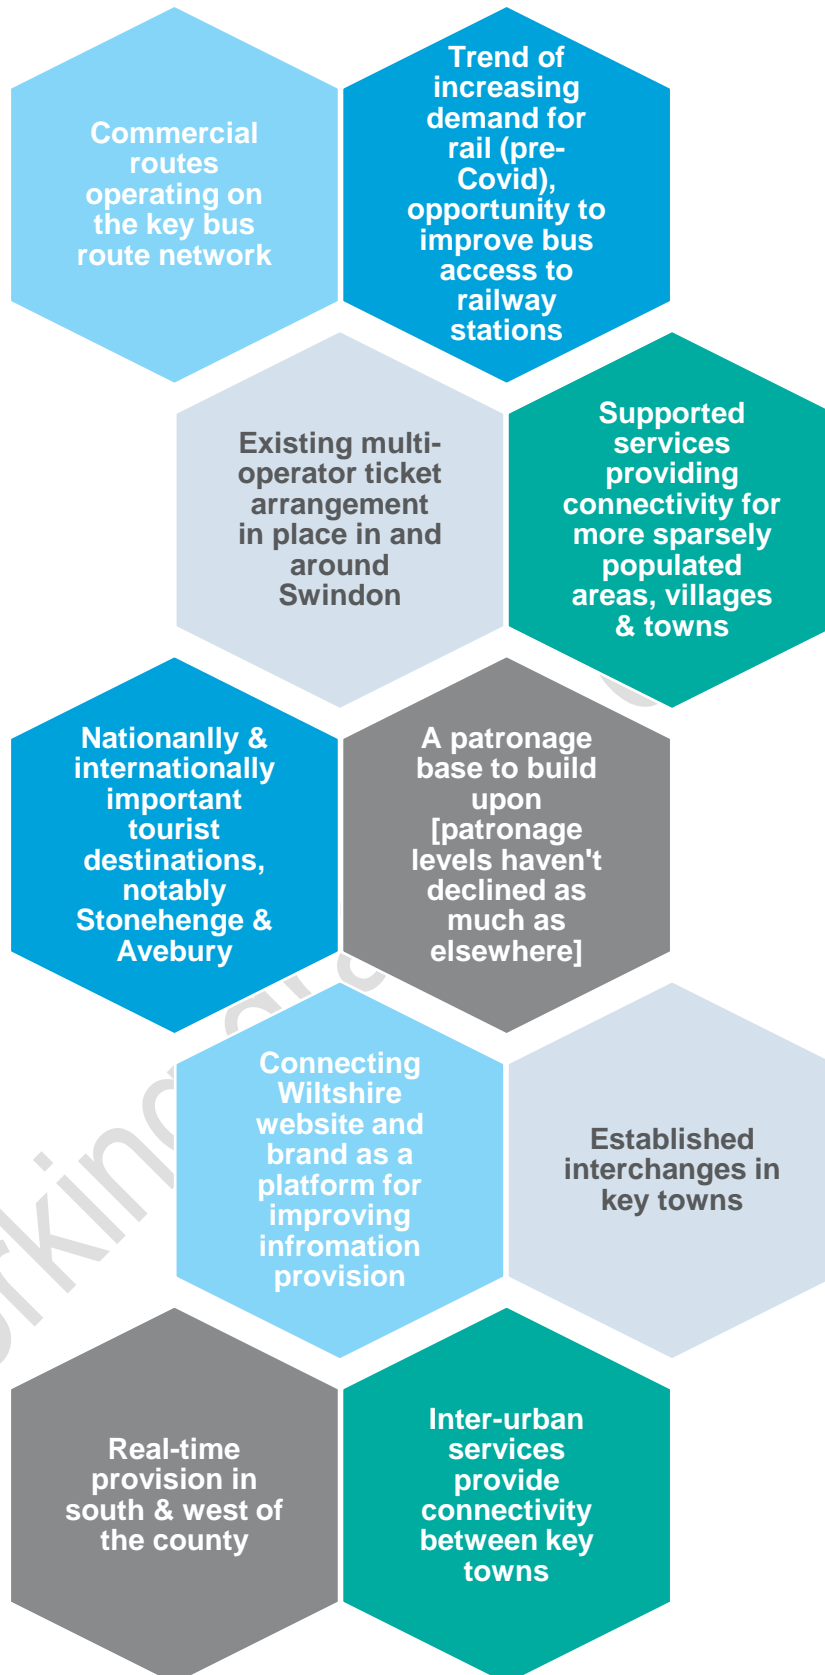 Commercial
routes
operating on
the key bus
route network
Trend of
increasing
demand for
rail (pre-
Covid),
opportunity to
improve bus
access to
railway
stations
Existing multi-
operator ticket
arrangement
in place in and
around
Swindon
Supported
services
providing
connectivity for
more sparsely
populated
areas, villages
& towns
Nationanlly &
internationally
important
tourist
destinations,
notably
Stonehenge &
Avebury
A patronage
base to build
upon
[patronage
levels haven't
declined as
much as
elsewhere]
Connecting
Wiltshire
website and
brand as a
platform for
improving
infromation
provision
Established
interchanges in
key towns
Real-time
provision in
south & west of
the county
Inter-urban
services
provide
connectivity
between key
towns